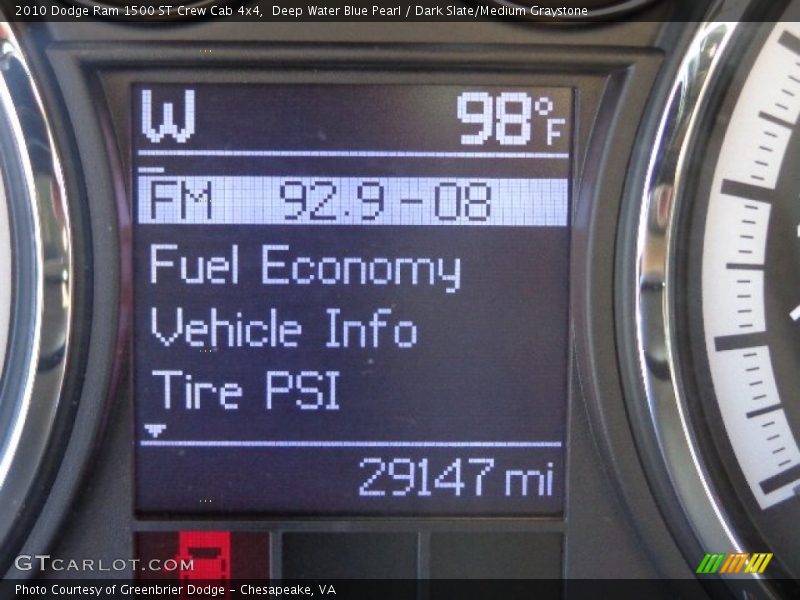 2010 Dodge Ram 1500 ST Crew Cab 4x4,  Deep Water Blue Pearl / Dark Slate/Medium Graystone
W 98°F
FM 92.9-08
Fuel Economy
Vehicle Info
Tire PSI
29147 mi
GTCARLOT.COM
Photo Courtesy of Greenbrier Dodge - Chesapeake, VA